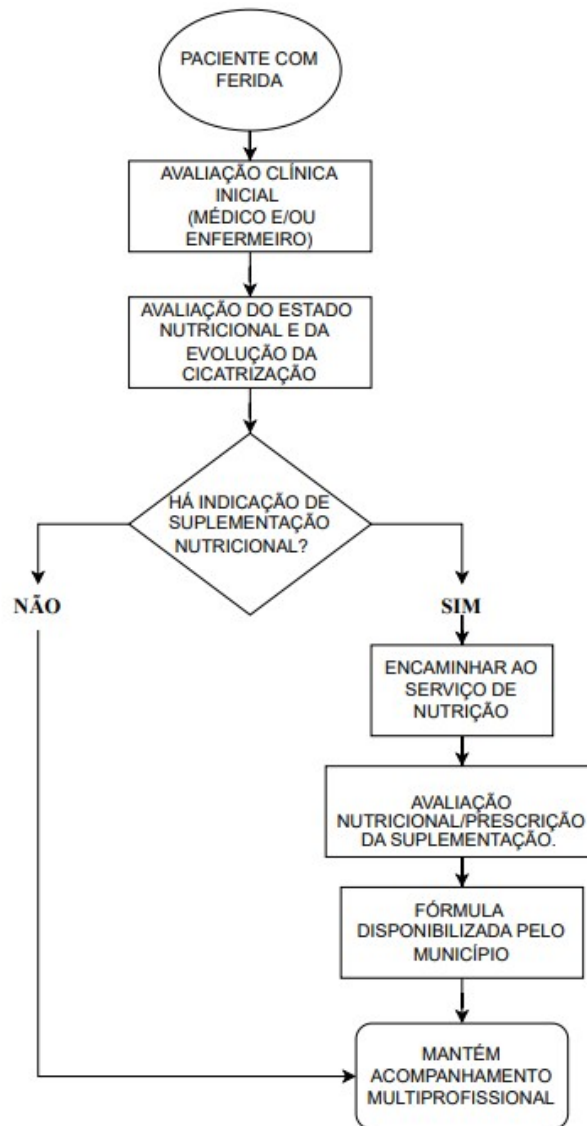 PACIENTE COM
FERIDA
AVALIAÇÃO CLÍNICA
INICIAL
(MÉDICO E/OU
ENFERMEIRO)
AVALIAÇÃO DO ESTADO
NUTRICIONAL E DA
EVOLUÇÃO DA
CICATRIZAÇÃO
HÁ INDICAÇÃO DE
SUPLEMENTAÇÃO
NUTRICIONAL?
NÃO
SIM
ENCAMINHAR AO
SERVIÇO DE
NUTRIÇÃO
AVALIAÇÃO
NUTRICIONAL/PRESCRIÇÃO
DA SUPLEMENTAÇÃO.
FÓRMULA
DISPONIBILIZADA PELO
MUNICÍPIO
MANTÉM
ACOMPANHAMENTO
MULTIPROFISSIONAL